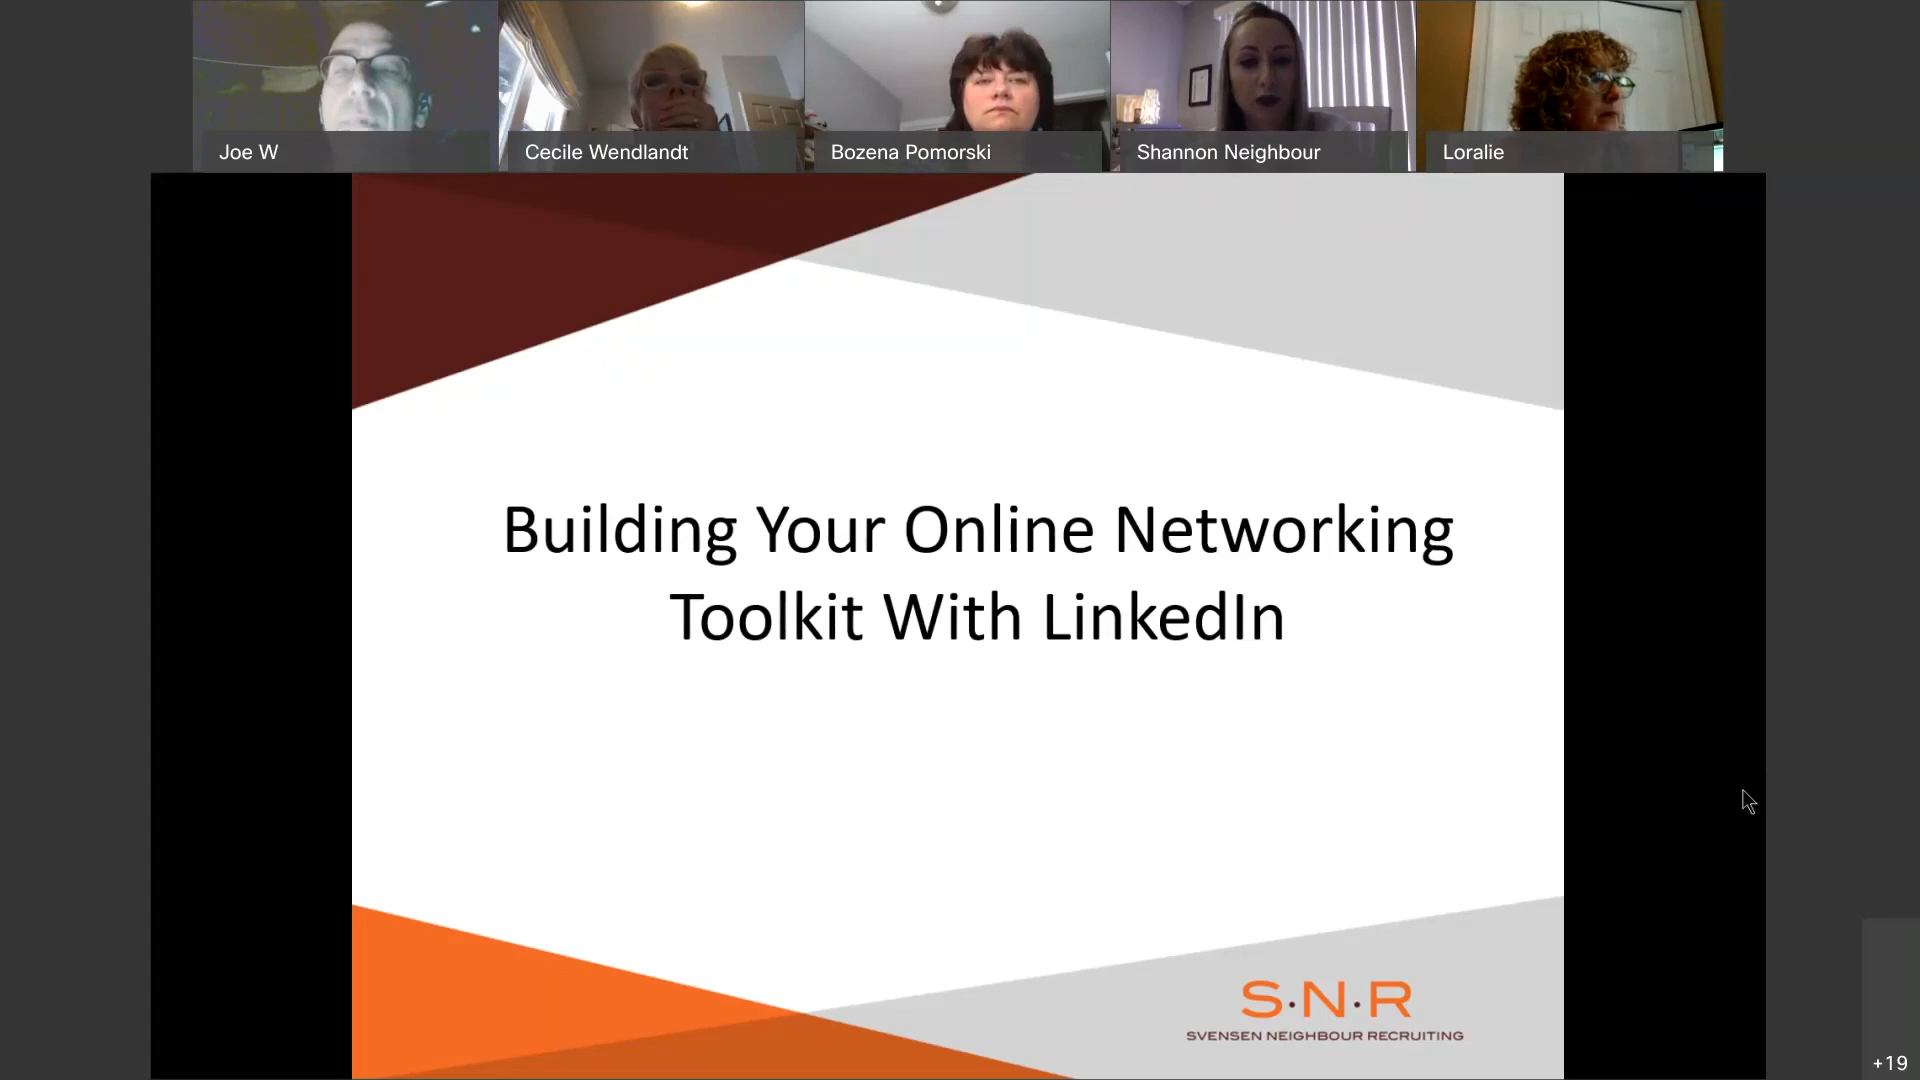 Joe W
Cecile Wendlandt
Bozena Pomorski
Shannon Neighbour
Loralie
Building Your Online Networking
Toolkit With LinkedIn
S·N·R
SVENSEN NEIGHBOUR RECRUITING
+19